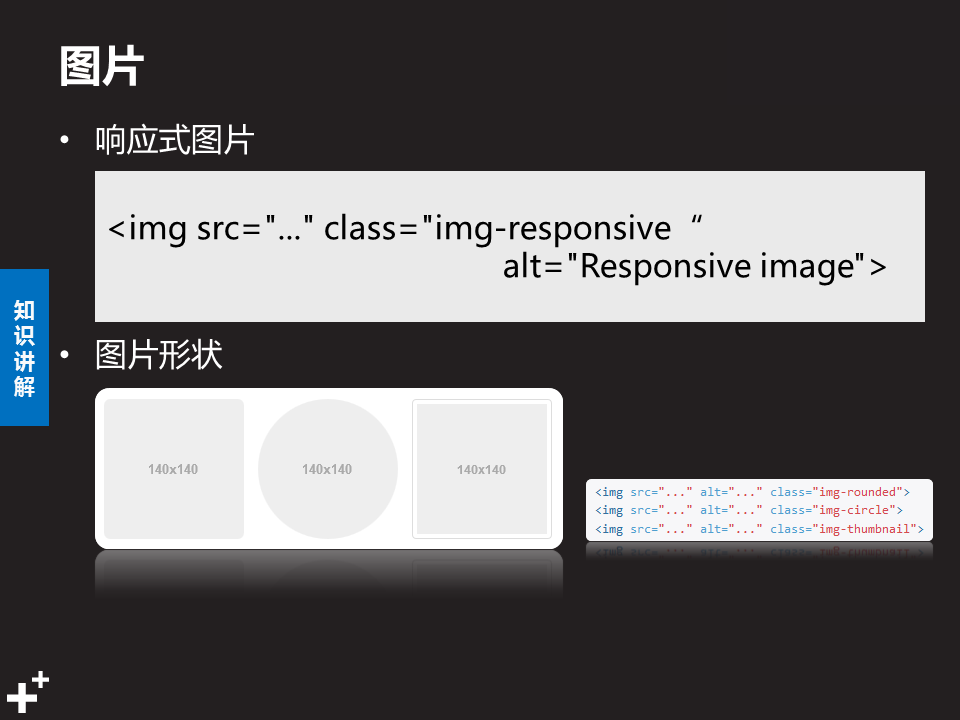 图片
• 响应式图片
<img src="..." class="img-responsive “
alt="Responsive image">
知识讲解
• 图片形状
140x140 140x140 140x140
<img src="..." alt="..." class="img-rounded">
<img src="..." alt="..." class="img-circle">
<img src="..." alt="..." class="img-thumbnail">